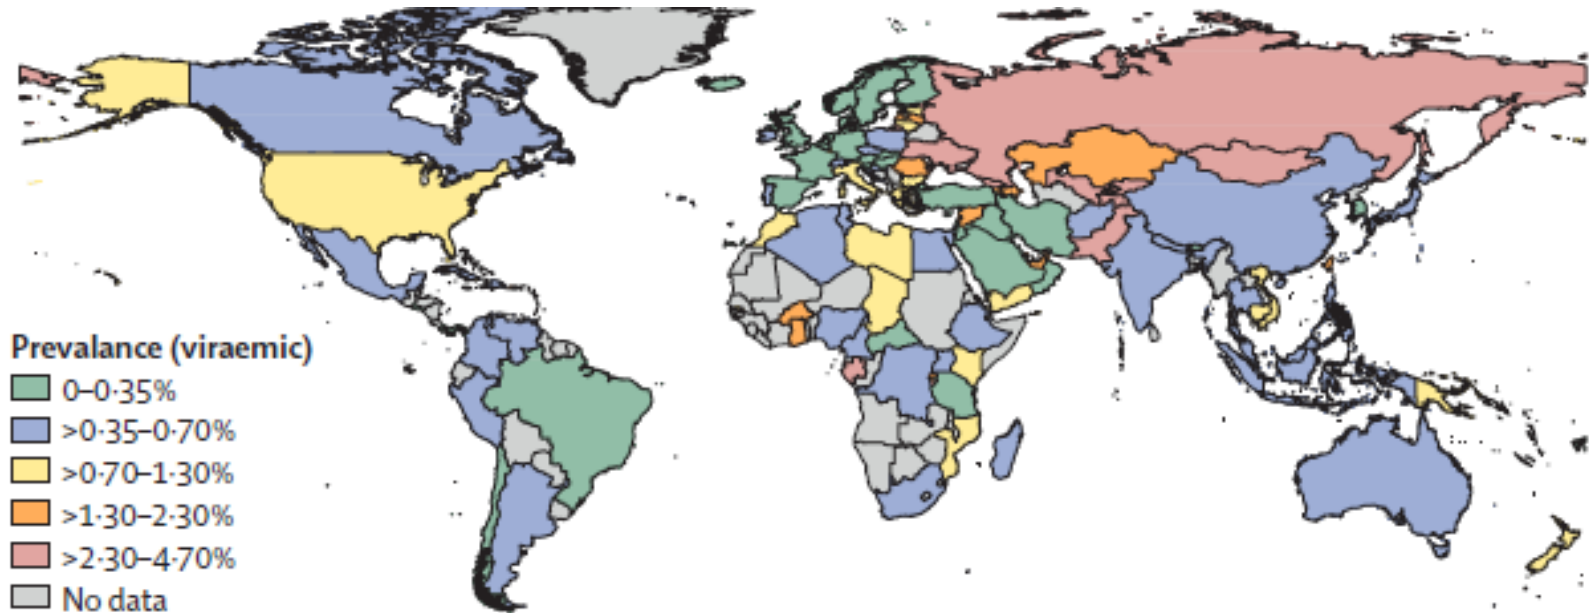 Prevalance (viraemic)
0–0·35%
>0·35–0·70%
>0·70–1·30%
>1·30–2·30%
>2·30–4·70%
No data